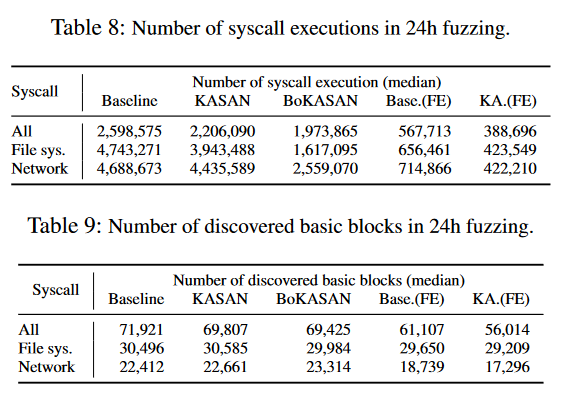 Table 8: Number of syscall executions in 24h fuzzing.
Syscall Number of syscall execution (median)
Baseline KASAN BoKASAN Base.(FE) KA.(FE)
All 2,598,575 2,206,090 1,973,865 567,713 388,696
File sys. 4,743,271 3,943,488 1,617,095 656,461 423,549
Network 4,688,673 4,435,589 2,559,070 714,866 422,210
Table 9: Number of discovered basic blocks in 24h fuzzing.
Syscall Number of discovered basic blocks (median)
Baseline KASAN BoKASAN Base.(FE) KA.(FE)
All 71,921 69,807 69,425 61,107 56,014
File sys. 30,496 30,585 29,984 29,650 29,209
Network 22,412 22,661 23,314 18,739 17,296